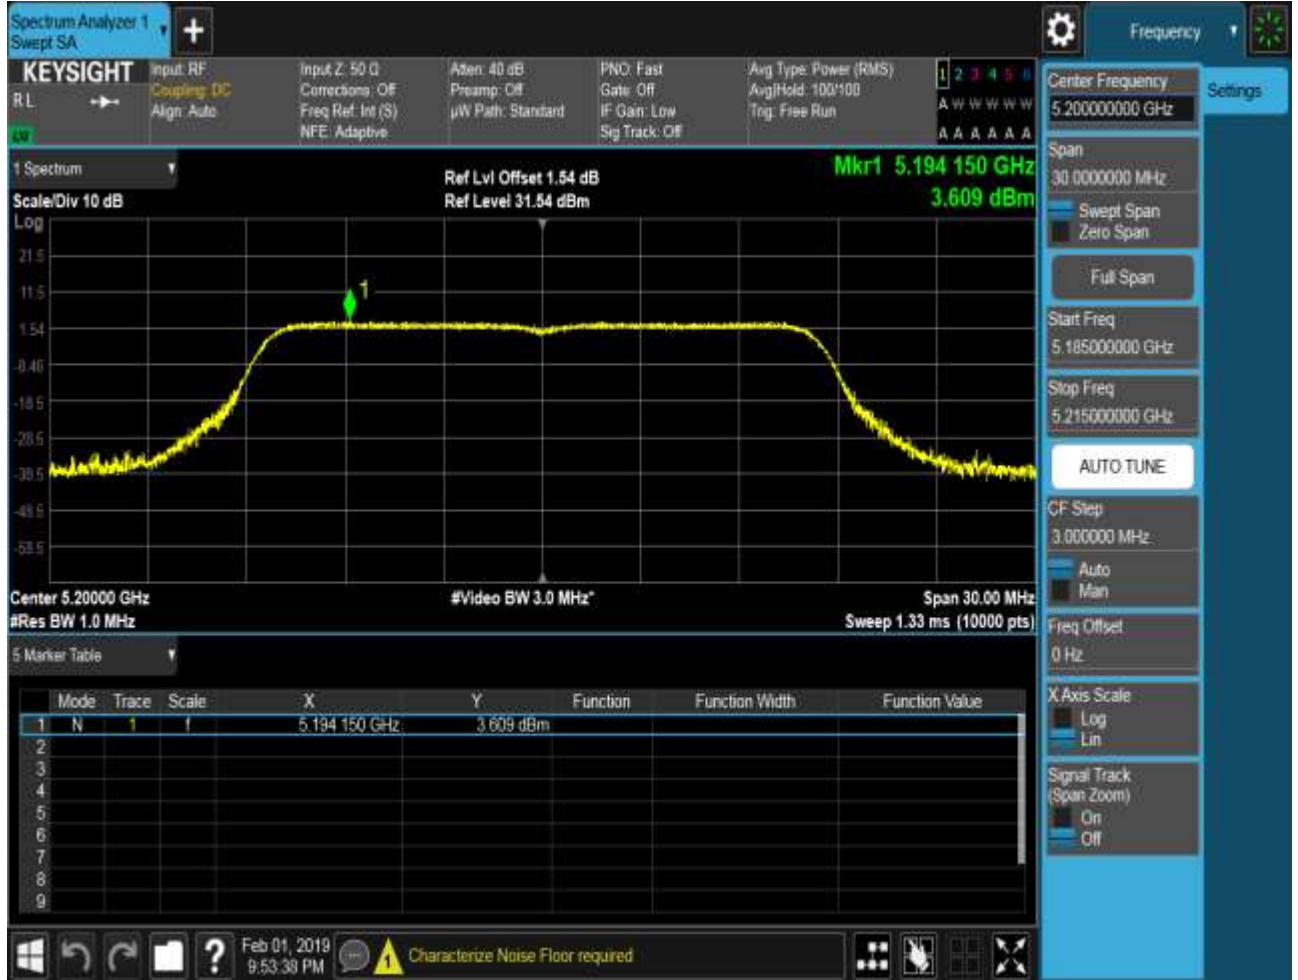 Spectrum Analyzer 1
Swept SA
+
Frequency
KEYSIGHT
RL
LXI
Input: RF
Coupling: DC
Align: Auto
Input Z: 50 Ω
Corrections: Off
Freq Ref: Int (S)
NFE: Adaptive
Atten: 40 dB
Preamp: Off
µW Path: Standard
PNO: Fast
Gate: Off
IF Gain: Low
Sig Track: Off
Avg Type: Power (RMS)
Avg|Hold: 100/100
Trig: Free Run
1 2 3 4 5 6
A W W W W W
A A A A A A
1 Spectrum
Scale/Div 10 dB
Ref Lvl Offset 1.54 dB
Ref Level 31.54 dBm
Mkr1 5.194 150 GHz
3.609 dBm
Log
21.5
11.5
1.54
-8.46
-18.5
-28.5
-38.5
-48.5
-58.5
1
Center 5.20000 GHz
#Res BW 1.0 MHz
#Video BW 3.0 MHz*
Span 30.00 MHz
Sweep 1.33 ms (10000 pts)
5 Marker Table
Mode Trace Scale X Y Function Function Width Function Value
1 N 1 f 5.194 150 GHz 3.609 dBm
2
3
4
5
6
7
8
9
Center Frequency
5.200000000 GHz
Settings
Span
30.0000000 MHz
Swept Span
Zero Span
Full Span
Start Freq
5.185000000 GHz
Stop Freq
5.215000000 GHz
AUTO TUNE
CF Step
3.000000 MHz
Auto
Man
Freq Offset
0 Hz
X Axis Scale
Log
Lin
Signal Track
(Span Zoom)
On
Off
?
Feb 01, 2019
9:53:38 PM
1
Characterize Noise Floor required